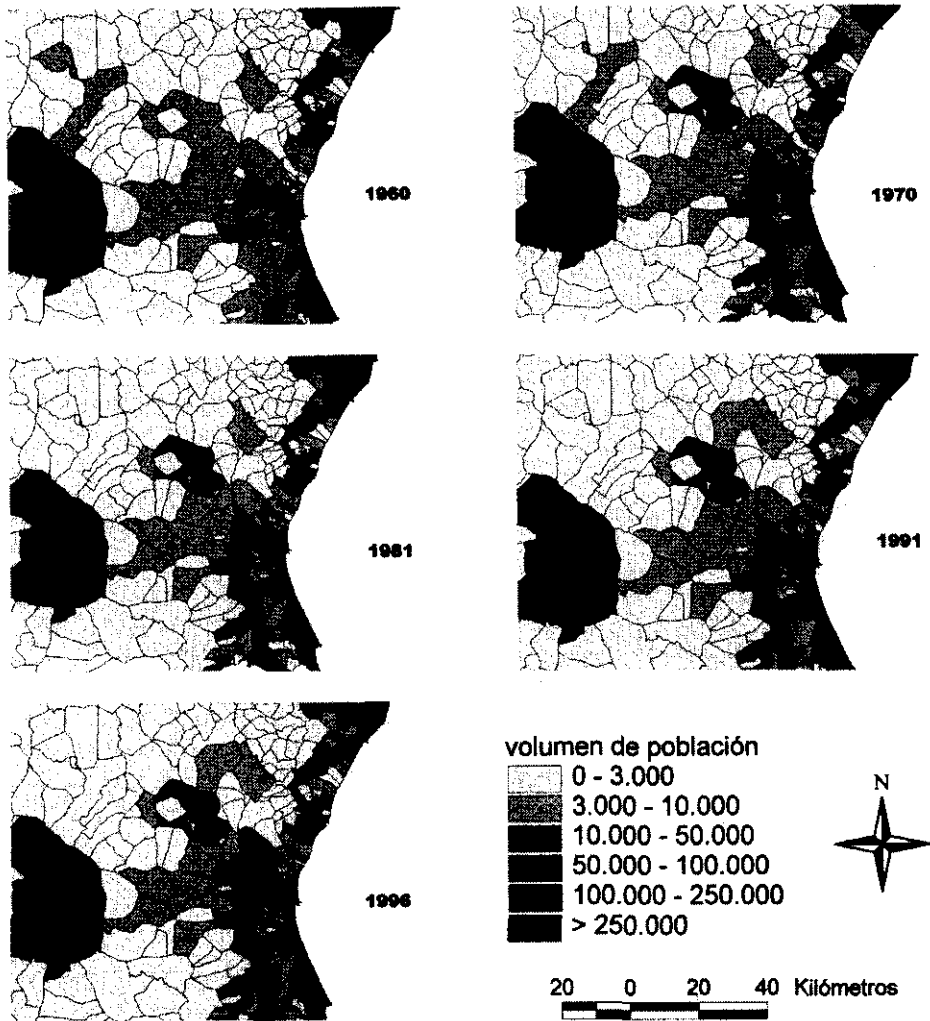 1960
1970
1981
1991
1996
volumen de población
0 - 3.000
3.000 - 10.000
10.000 - 50.000
50.000 - 100.000
100.000 - 250.000
> 250.000
N
20 0 20 40 Kilómetros